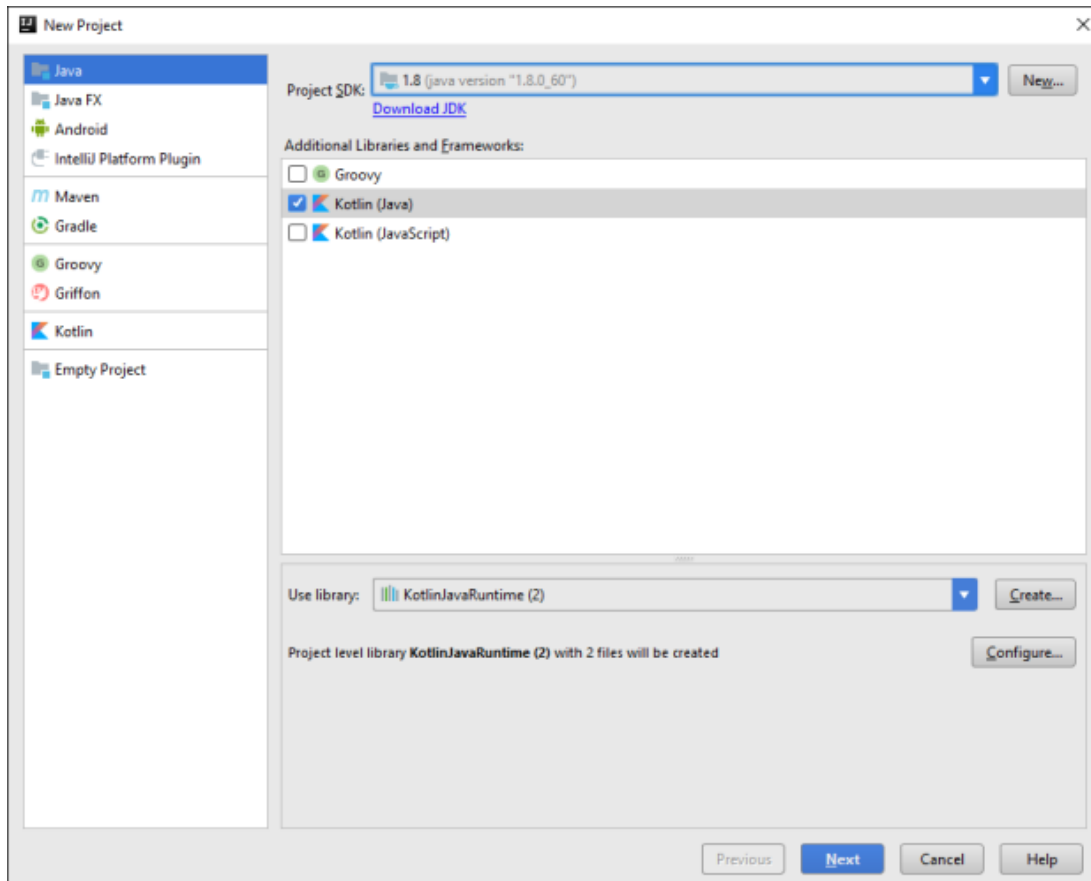 New Project
Java
Java FX
Android
IntelliJ Platform Plugin
Maven
Gradle
Groovy
Griffon
Kotlin
Empty Project
Project SDK: 1.8 (java version "1.8.0_60") New...
Download JDK
Additional Libraries and Frameworks:
Groovy
Kotlin (Java)
Kotlin (JavaScript)
Use library: KotlinJavaRuntime (2) Create...
Project level library KotlinJavaRuntime (2) with 2 files will be created Configure...
Previous Next Cancel Help